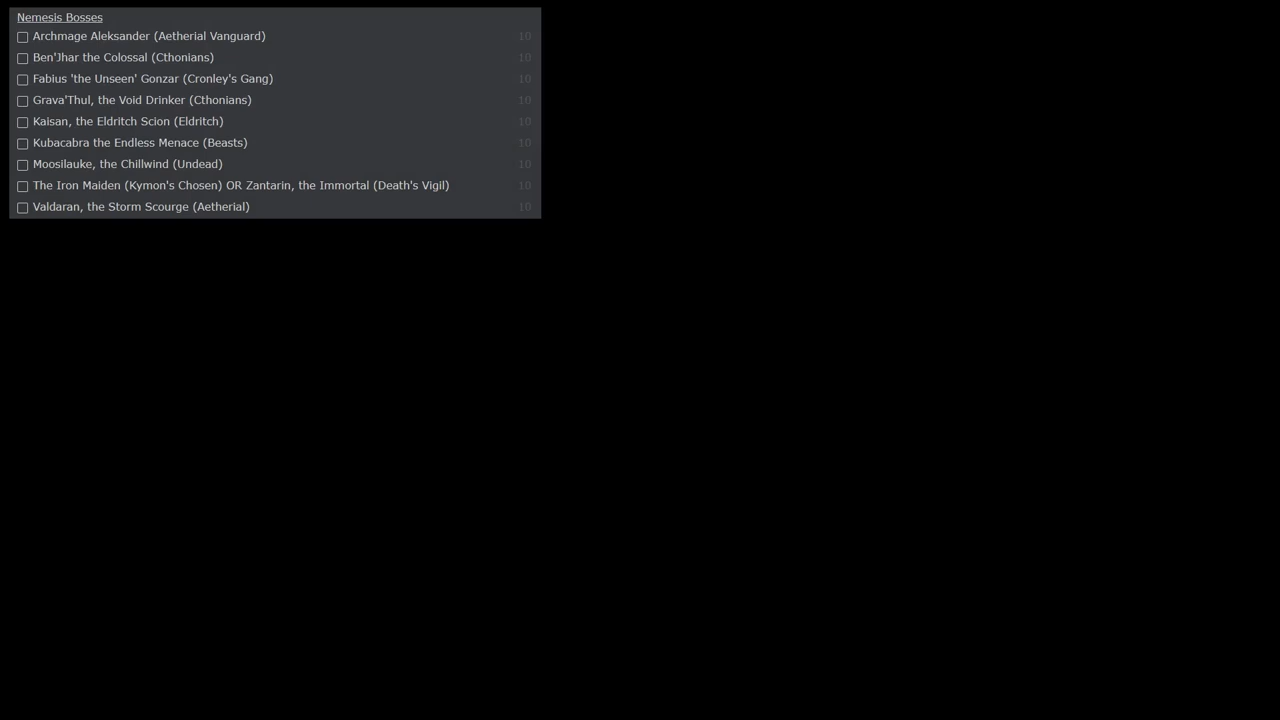 Nemesis Bosses
Archmage Aleksander (Aetherial Vanguard) 10
Ben'Jhar the Colossal (Cthonians) 10
Fabius 'the Unseen' Gonzar (Cronley's Gang) 10
Grava'Thul, the Void Drinker (Cthonians) 10
Kaisan, the Eldritch Scion (Eldritch) 10
Kubacabra the Endless Menace (Beasts) 10
Moosilauke, the Chillwind (Undead) 10
The Iron Maiden (Kymon's Chosen) OR Zantarin, the Immortal (Death's Vigil) 10
Valdaran, the Storm Scourge (Aetherial) 10